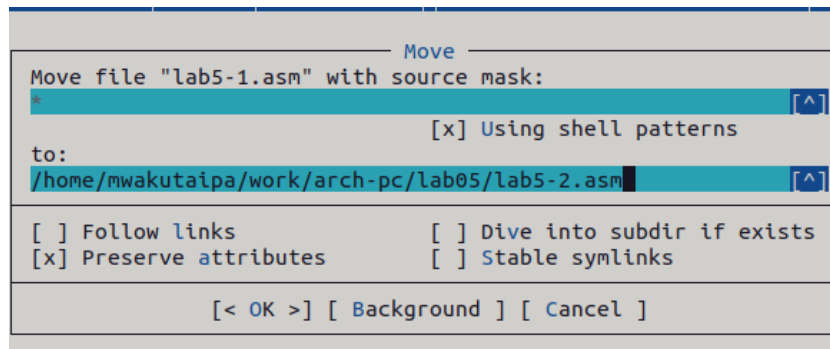 Move
Move file "lab5-1.asm" with source mask:
* [^]
[x] Using shell patterns
to:
/home/mwakutaipa/work/arch-pc/lab05/lab5-2.asm [^]
[ ] Follow links [ ] Dive into subdir if exists
[x] Preserve attributes [ ] Stable symlinks
[< OK >] [ Background ] [ Cancel ]